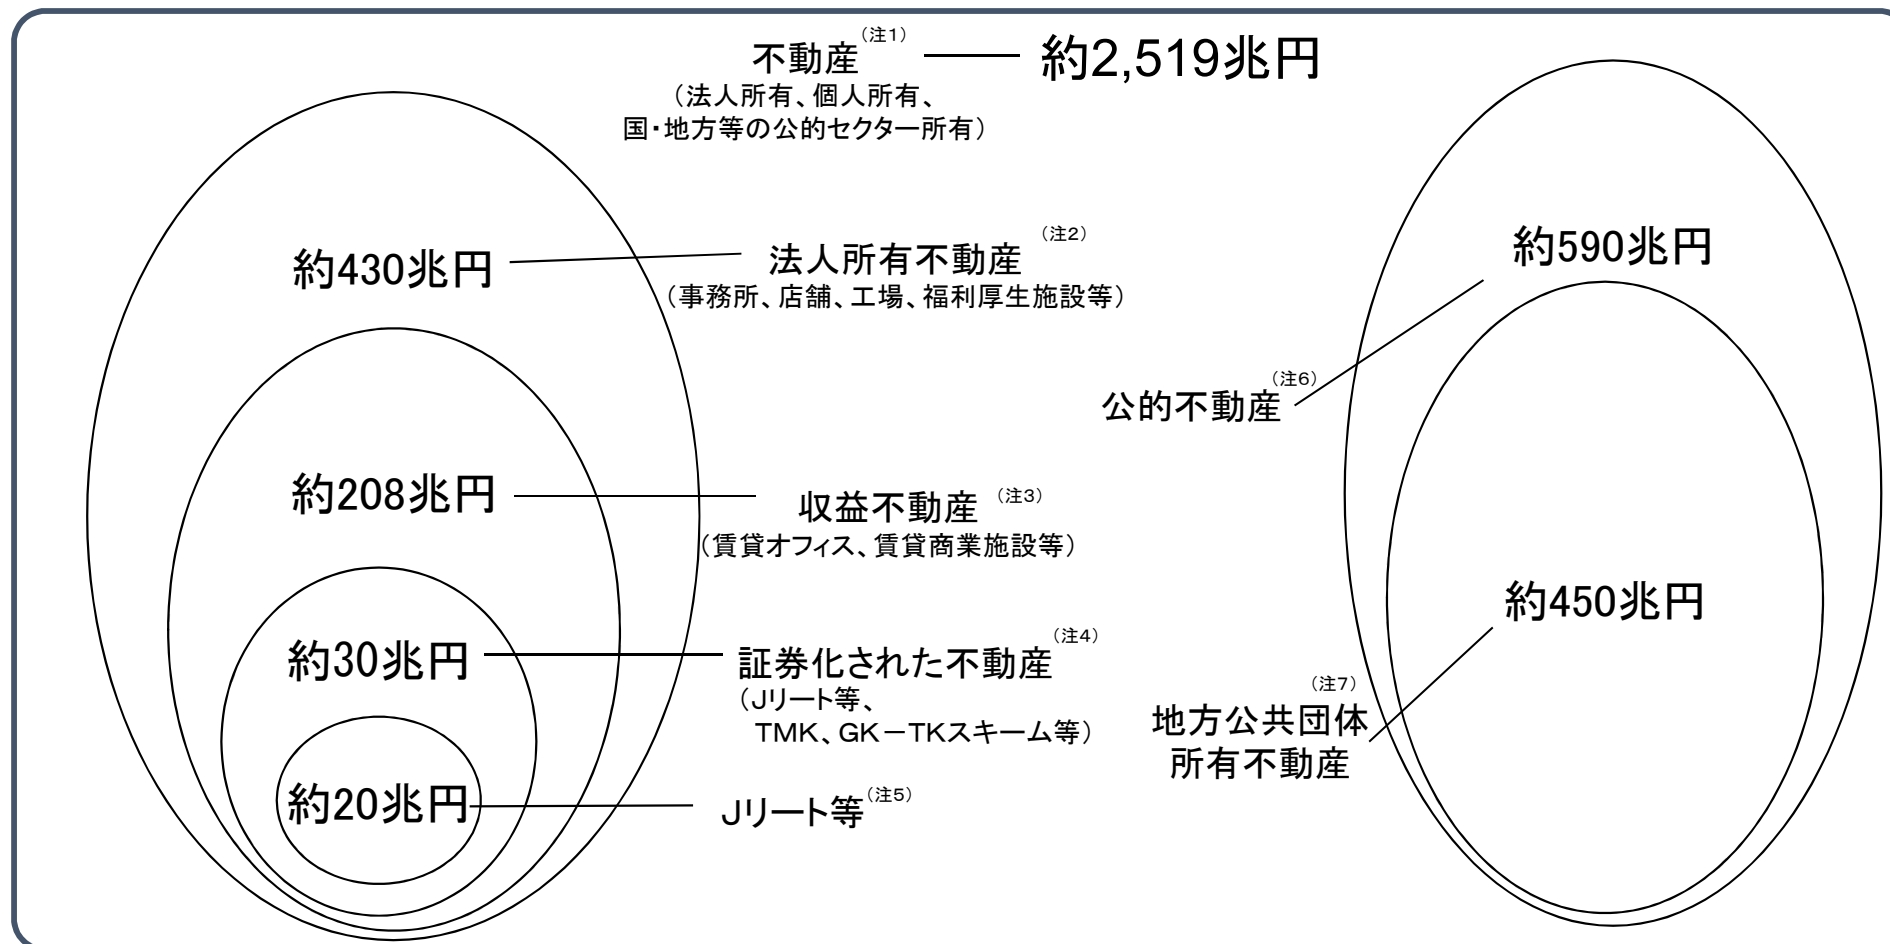 不動産（注1） 約2,519兆円
（法人所有、個人所有、
国・地方等の公的セクター所有）
約430兆円
法人所有不動産（注2）
（事務所、店舗、工場、福利厚生施設等）
約208兆円
収益不動産（注3）
（賃貸オフィス、賃貸商業施設等）
約30兆円
証券化された不動産（注4）
（Jリート等、
TMK、GK－TKスキーム等）
約20兆円
Jリート等（注5）
約590兆円
公的不動産（注6）
約450兆円
（注7）
地方公共団体
所有不動産